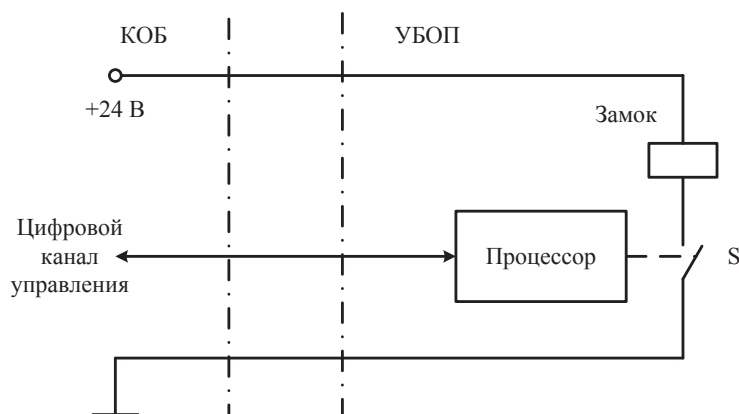 КОБ
УБОП
+24 В
Замок
Цифровой
канал
управления
Процессор
S